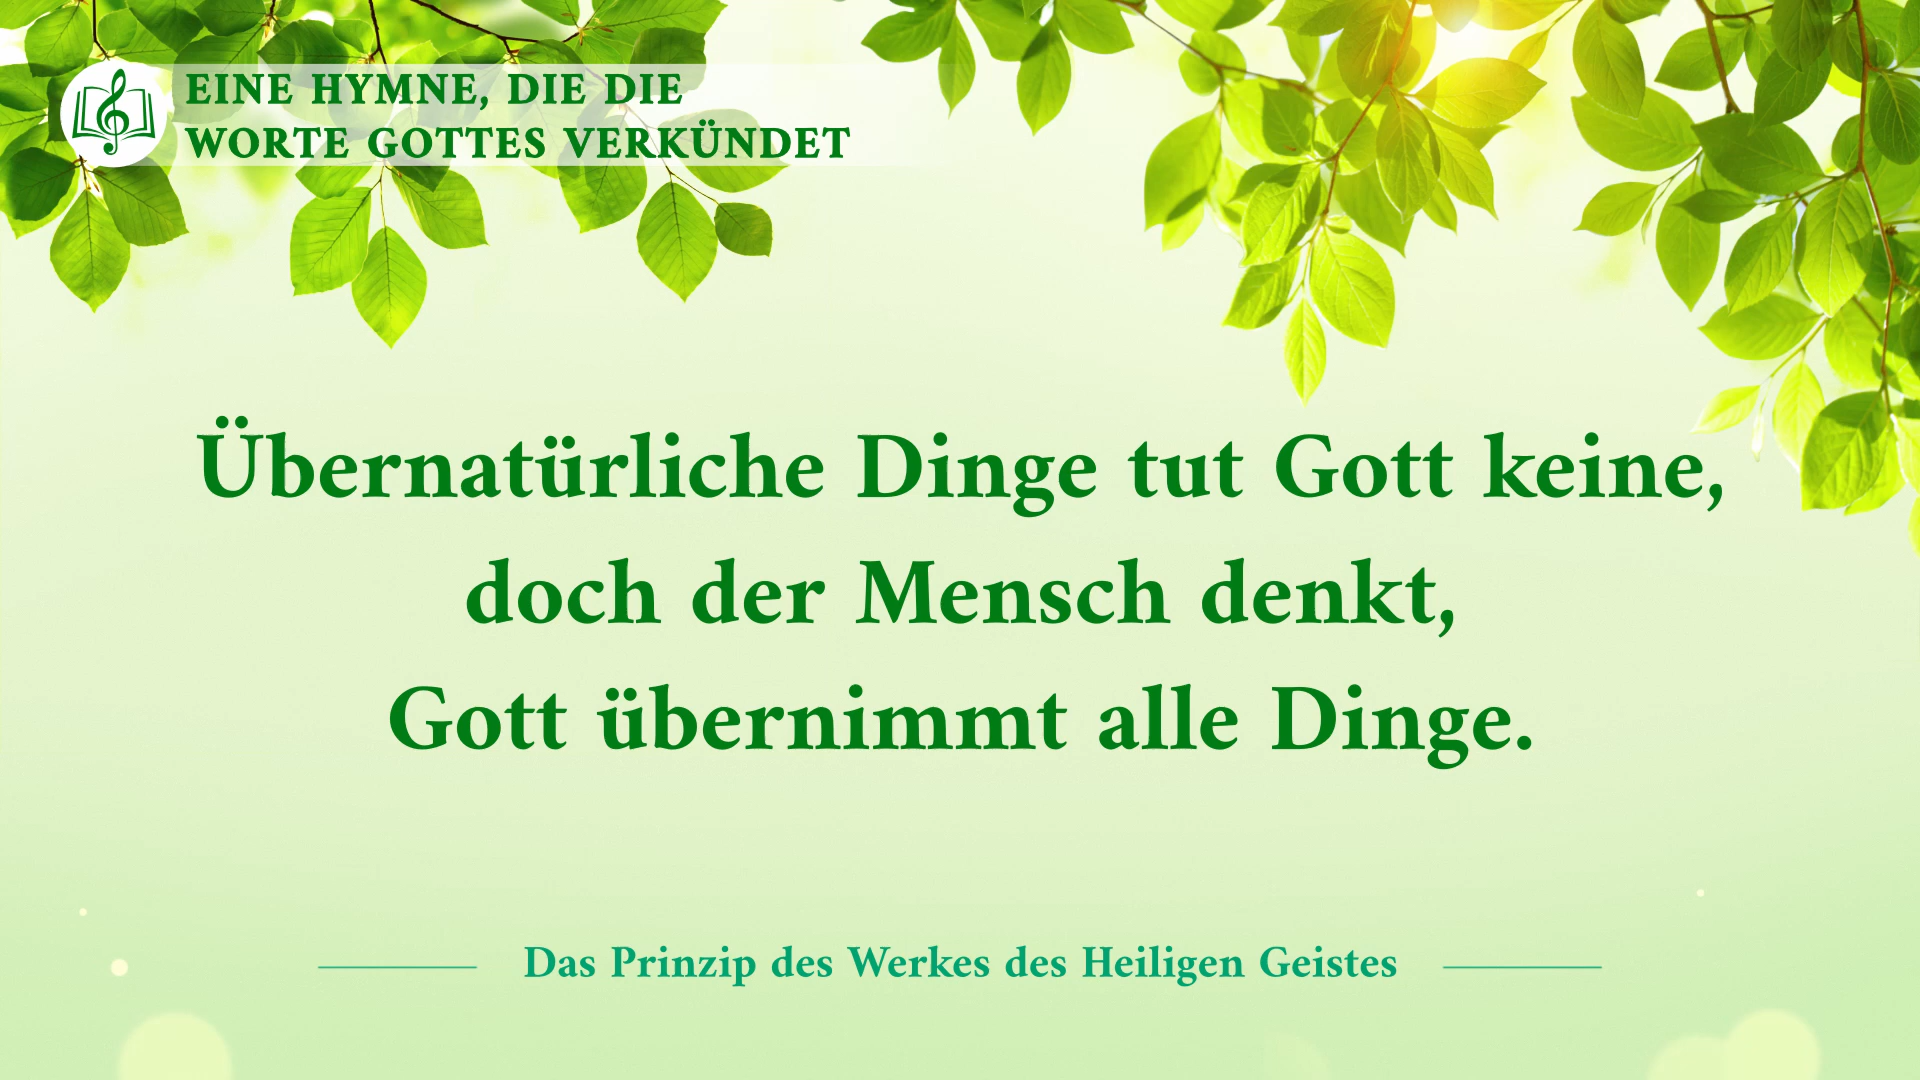 EINE HYMNE, DIE DIE
WORTE GOTTES VERKÜNDET
Übernatürliche Dinge tut Gott keine,
doch der Mensch denkt,
Gott übernimmt alle Dinge.
Das Prinzip des Werkes des Heiligen Geistes